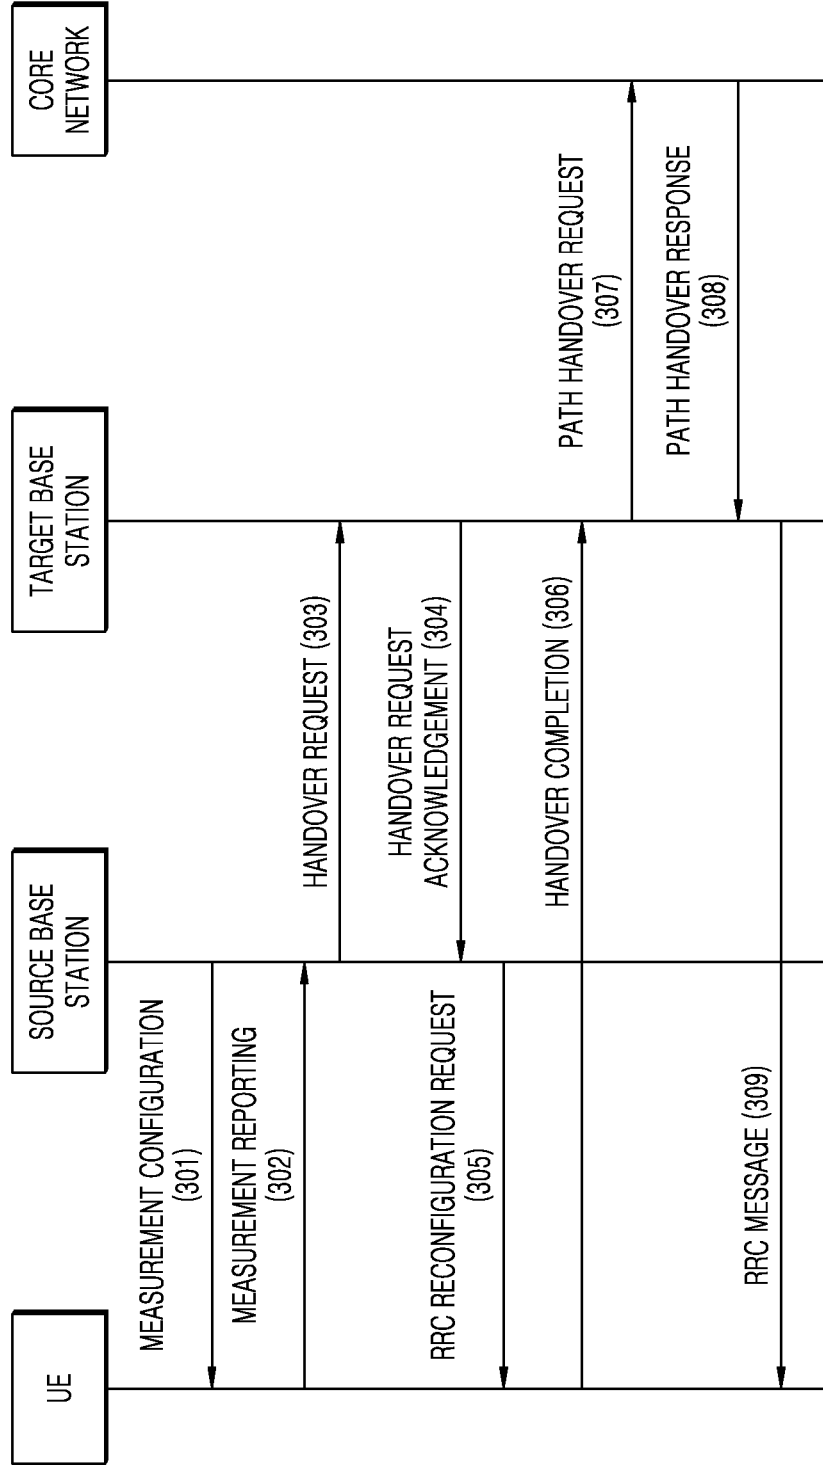 UE
SOURCE BASE
STATION
TARGET BASE
STATION
CORE
NETWORK
MEASUREMENT CONFIGURATION
(301)
MEASUREMENT REPORTING
(302)
HANDOVER REQUEST (303)
HANDOVER REQUEST
ACKNOWLEDGEMENT (304)
RRC RECONFIGURATION REQUEST
(305)
HANDOVER COMPLETION (306)
PATH HANDOVER REQUEST
(307)
PATH HANDOVER RESPONSE
(308)
RRC MESSAGE (309)